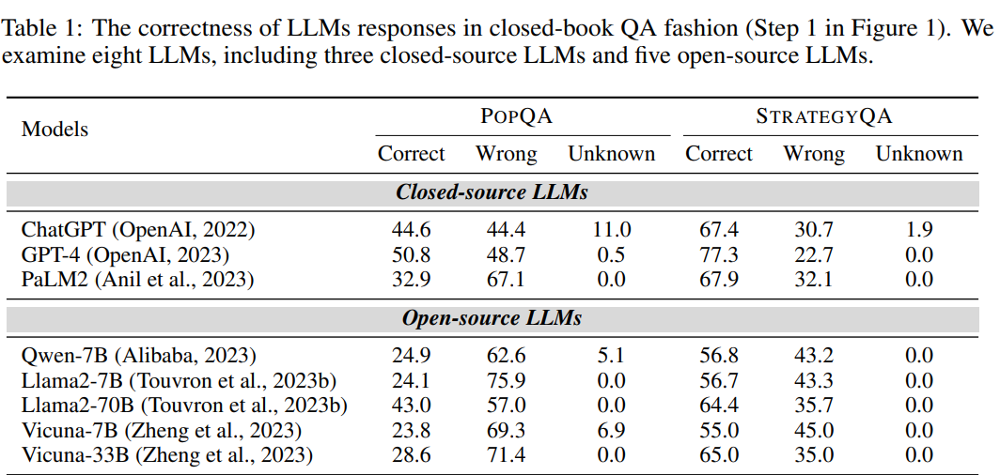 Table 1: The correctness of LLMs responses in closed-book QA fashion (Step 1 in Figure 1). We
examine eight LLMs, including three closed-source LLMs and five open-source LLMs.
Models POPQA STRATEGYQA
Correct Wrong Unknown Correct Wrong Unknown
Closed-source LLMs
ChatGPT (OpenAI, 2022) 44.6 44.4 11.0 67.4 30.7 1.9
GPT-4 (OpenAI, 2023) 50.8 48.7 0.5 77.3 22.7 0.0
PaLM2 (Anil et al., 2023) 32.9 67.1 0.0 67.9 32.1 0.0
Open-source LLMs
Qwen-7B (Alibaba, 2023) 24.9 62.6 5.1 56.8 43.2 0.0
Llama2-7B (Touvron et al., 2023b) 24.1 75.9 0.0 56.7 43.3 0.0
Llama2-70B (Touvron et al., 2023b) 43.0 57.0 0.0 64.4 35.7 0.0
Vicuna-7B (Zheng et al., 2023) 23.8 69.3 6.9 55.0 45.0 0.0
Vicuna-33B (Zheng et al., 2023) 28.6 71.4 0.0 65.0 35.0 0.0